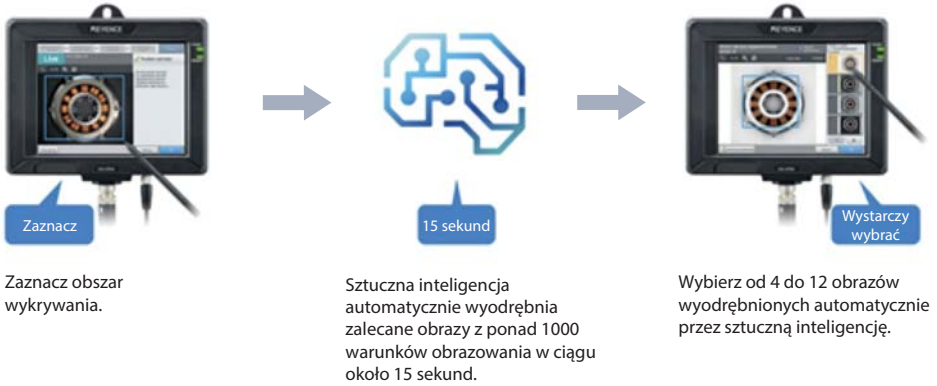 KEYENCE
Live
Zaznacz
Zaznacz obszar
wykrywania.
15 sekund
Sztuczna inteligencja
automatycznie wyodrębnia
zalecane obrazy z ponad 1000
warunków obrazowania w ciągu
około 15 sekund.
KEYENCE
Wystarczy
wybrać
Wybierz od 4 do 12 obrazów
wyodrębnionych automatycznie
przez sztuczną inteligencję.